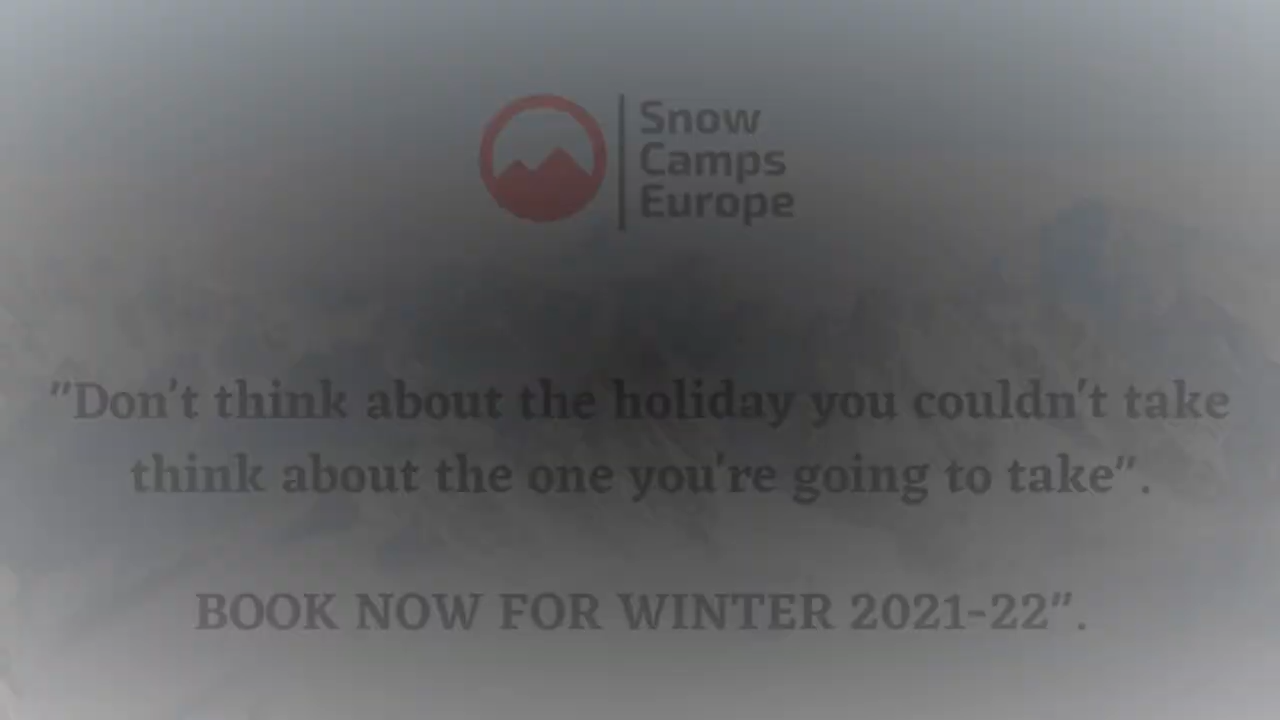 Snow
Camps
Europe
"Don't think about the holiday you couldn't take
think about the one you're going to take".
BOOK NOW FOR WINTER 2021-22".